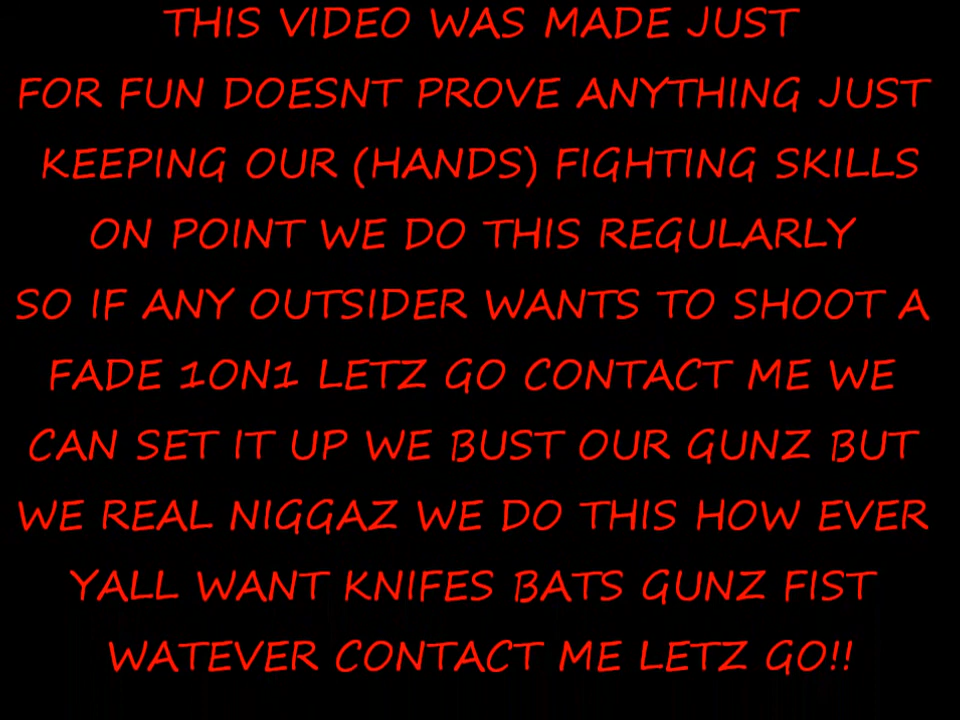 THIS VIDEO WAS MADE JUST
FOR FUN DOESNT PROVE ANYTHING JUST
KEEPING OUR (HANDS) FIGHTING SKILLS
ON POINT WE DO THIS REGULARLY
SO IF ANY OUTSIDER WANTS TO SHOOT A
FADE 1ON1 LETZ GO CONTACT ME WE
CAN SET IT UP WE BUST OUR GUNZ BUT
WE REAL NIGGAZ WE DO THIS HOW EVER
YALL WANT KNIFES BATS GUNZ FIST
WATEVER CONTACT ME LETZ GO!!